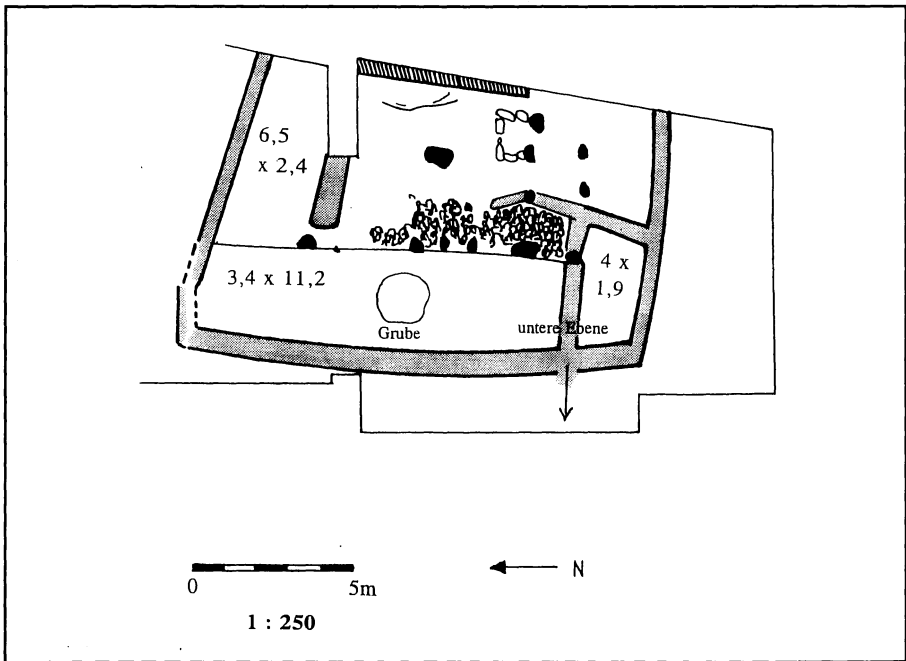 6,5
x 2,4
3,4 x 11,2
4 x
1,9
Grube
untere Ebene
N
0
5m
1 : 250